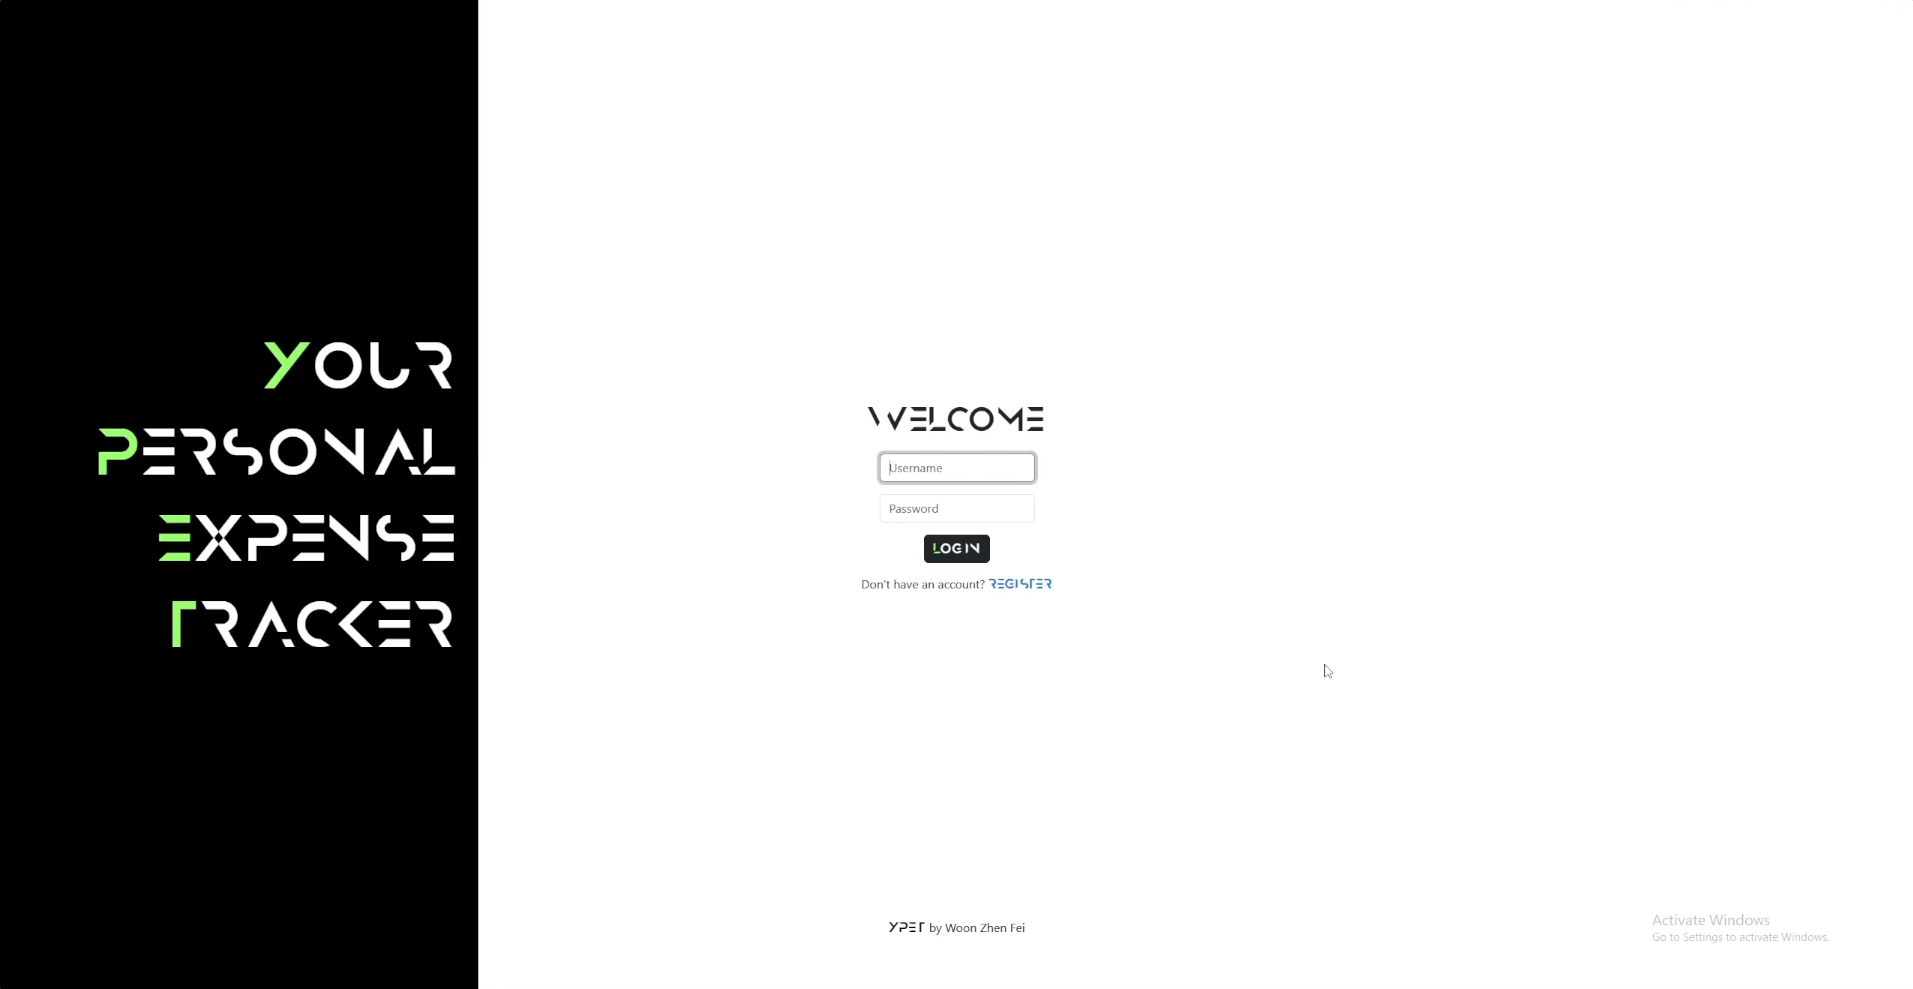 YOUR
PERSONAL
EXPENSE
TRACKER
WELCOME
Username
Password
LOGIN
Don't have an account? REGISTER
YPET by Woon Zhen Fei
Activate Windows
Go to Settings to activate Windows.